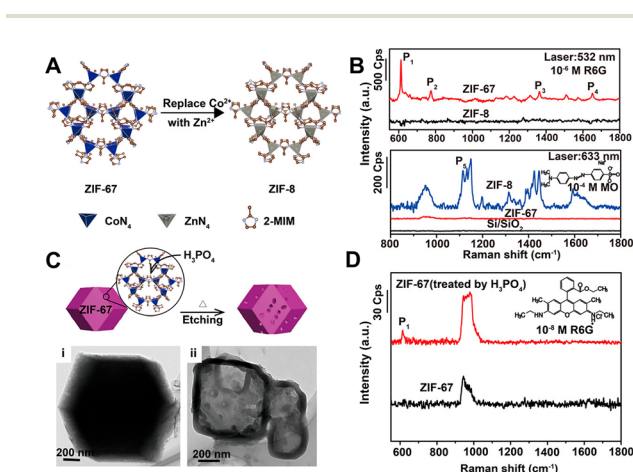 A
Replace Co²⁺
with Zn²⁺
ZIF-67
ZIF-8
CoN₄
ZnN₄
2-MIM
B
Laser:532 nm
10⁻⁶ M R6G
500 Cps
P₁
P₂
P₃
P₄
ZIF-67
ZIF-8
600 800 1000 1200 1400 1600 1800
Intensity (a.u.)
Laser:633 nm
200 Cps
P₅
ZIF-8
10⁻⁴ MO
ZIF-67
Si/SiO₂
800 1000 1200 1400 1600 1800
Raman shift (cm⁻¹)
C
H₃PO₄
ZIF-67
△
Etching
i
200 nm
ii
200 nm
D
ZIF-67(treated by H₃PO₄)
30 Cps
P₁
10⁻⁸ M R6G
ZIF-67
Intensity (a.u.)
600 800 1000 1200 1400 1600 1800
Raman shift (cm⁻¹)